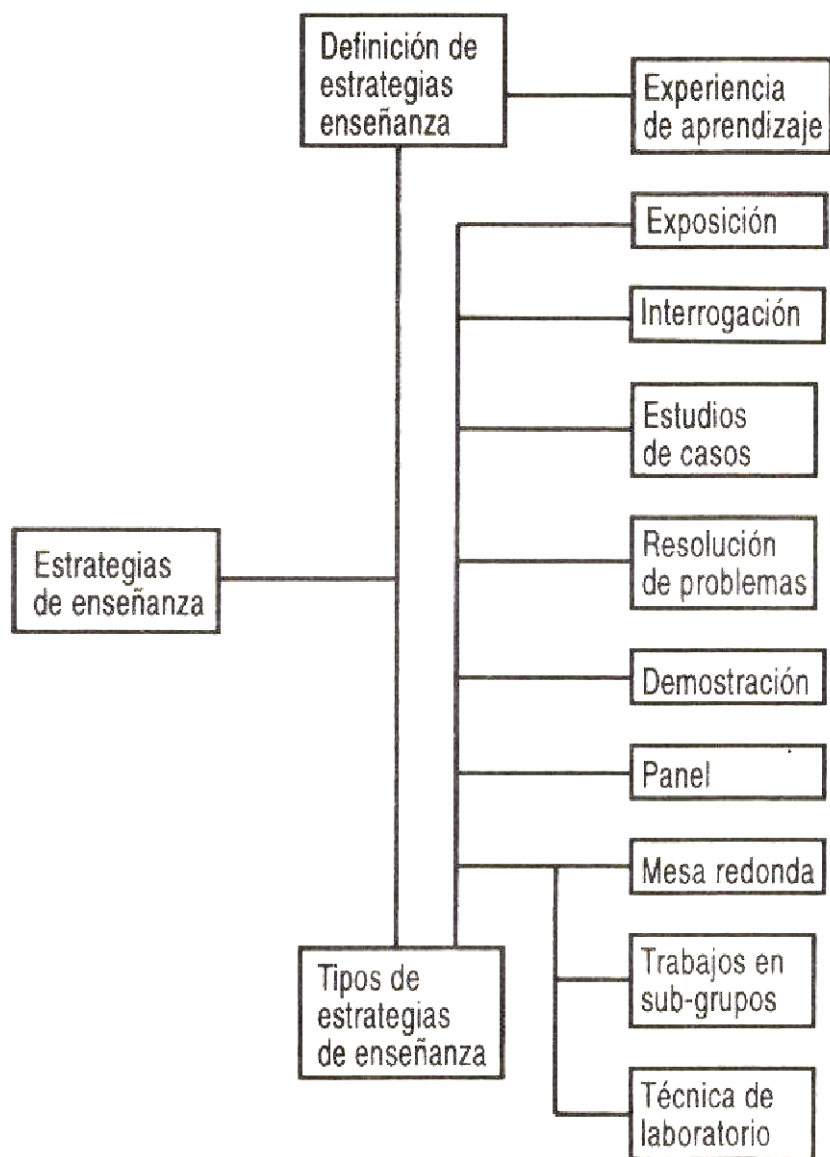 Definición de
estrategias
enseñanza
Experiencia
de aprendizaje
Exposición
Interrogación
Estudios
de casos
Estrategias
de enseñanza
Resolución
de problemas
Demostración
Panel
Mesa redonda
Tipos de
estrategias
de enseñanza
Trabajos en
sub-grupos
Técnica de
laboratorio